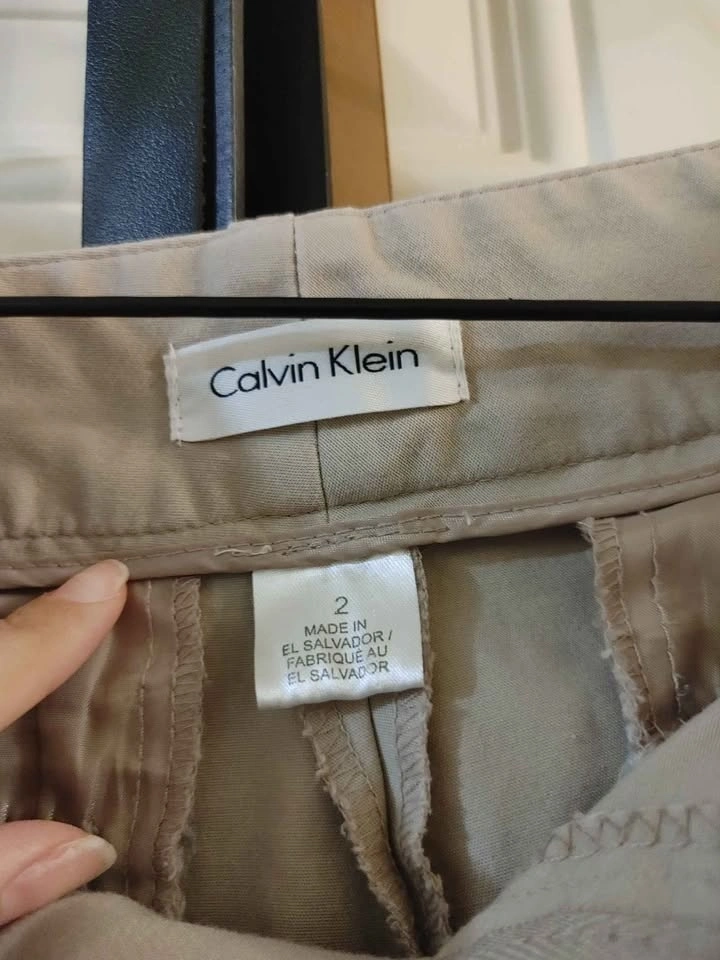 Calvin Klein
2
MADE IN
EL SALVADOR /
FABRIQUÉ AU
EL SALVADOR